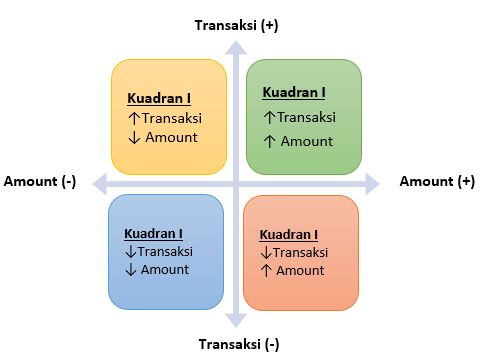 Transaksi (+)
Kuadran I
↑Transaksi
↓ Amount
Kuadran I
↑Transaksi
↑ Amount
Amount (-)
Amount (+)
Kuadran I
↓Transaksi
↓ Amount
Kuadran I
↓Transaksi
↑ Amount
Transaksi (-)